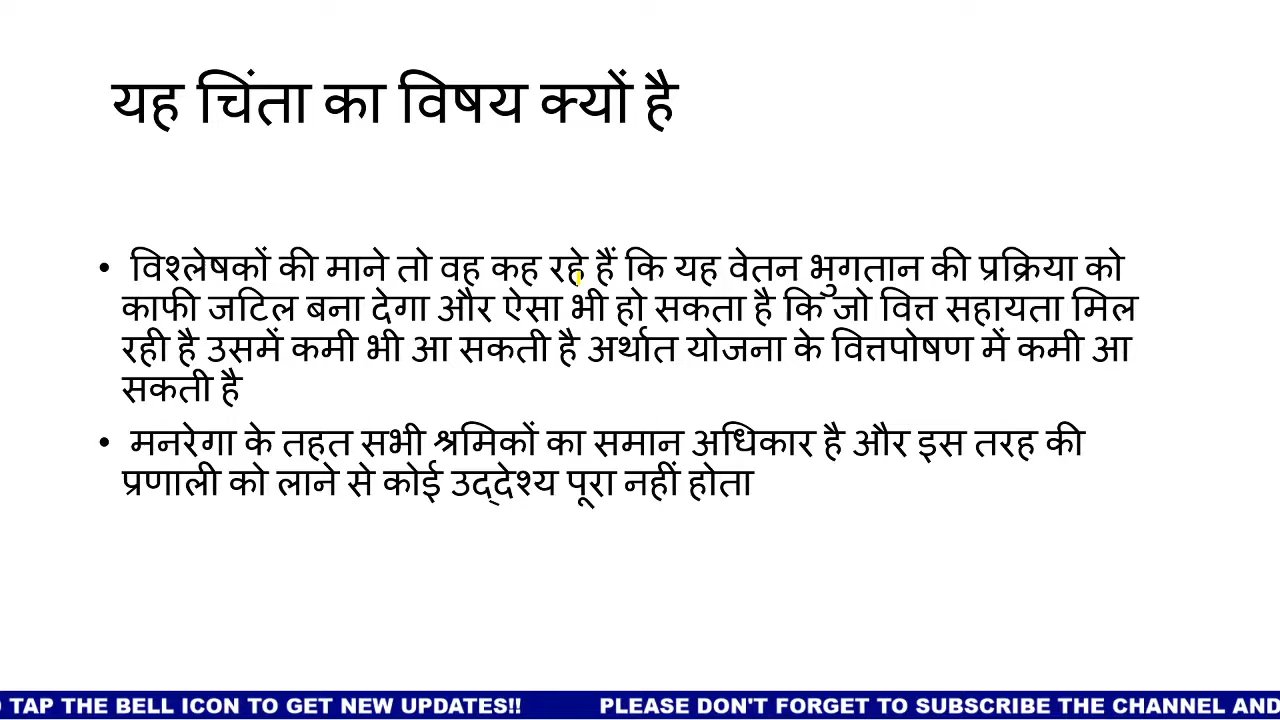 यह चिंता का विषय क्यों है
• विश्लेषकों की माने तो वह कह रहे हैं कि यह वेतन भुगतान की प्रक्रिया को
काफी जटिल बना देगा और ऐसा भी हो सकता है कि जो वित्त सहायता मिल
रही है उसमें कमी भी आ सकती है अर्थात योजना के वित्तपोषण में कमी आ
सकती है
• मनरेगा के तहत सभी श्रमिकों का समान अधिकार है और इस तरह की
प्रणाली को लाने से कोई उद्देश्य पूरा नहीं होता
TAP THE BELL ICON TO GET NEW UPDATES!! PLEASE DON'T FORGET TO SUBSCRIBE THE CHANNEL AND